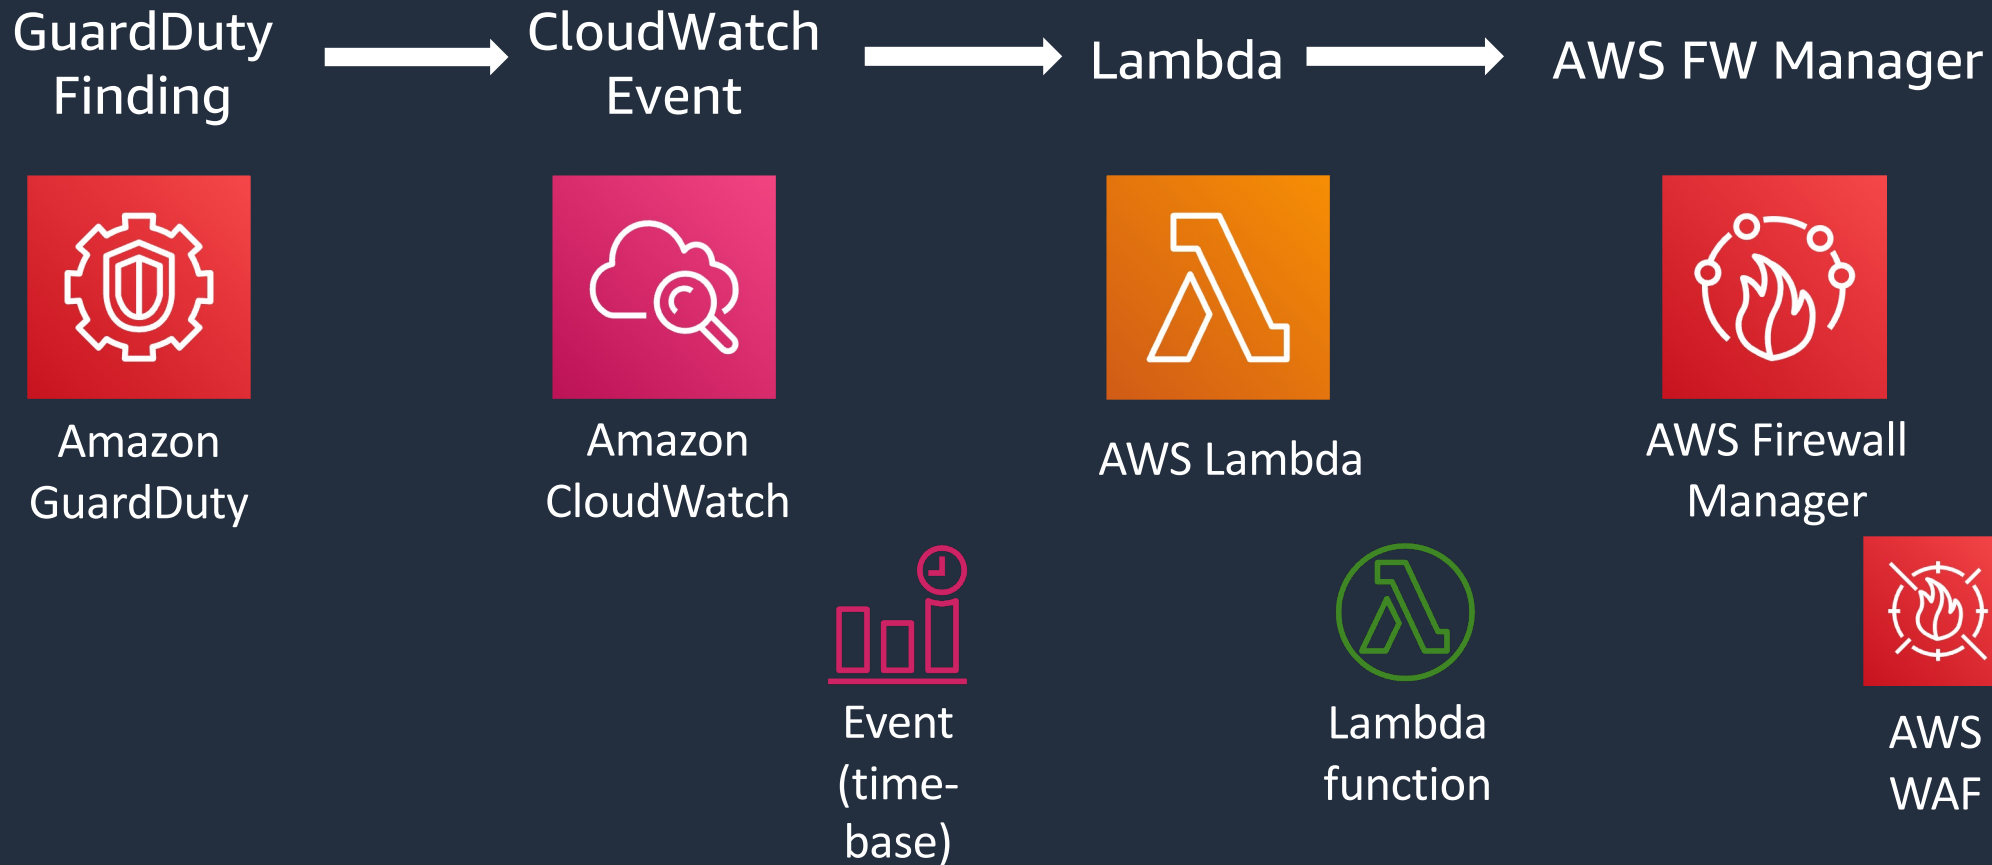 GuardDuty
Finding
CloudWatch
Event
Lambda
AWS FW Manager
Amazon
GuardDuty
Amazon
CloudWatch
AWS Lambda
AWS Firewall
Manager
Event
(time-
base)
Lambda
function
AWS
WAF